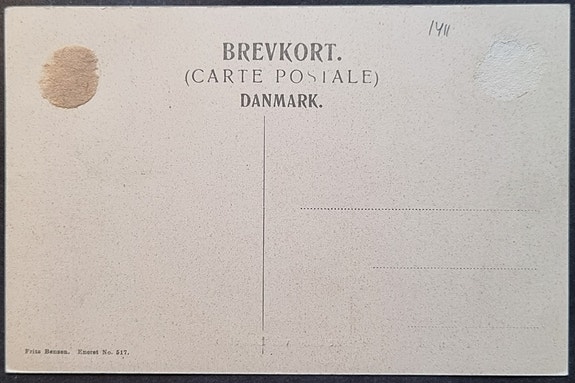 1411
BREVKORT.
(CARTE POSTALE)
DANMARK.
Fritz Benzen. Eneret No. 517.